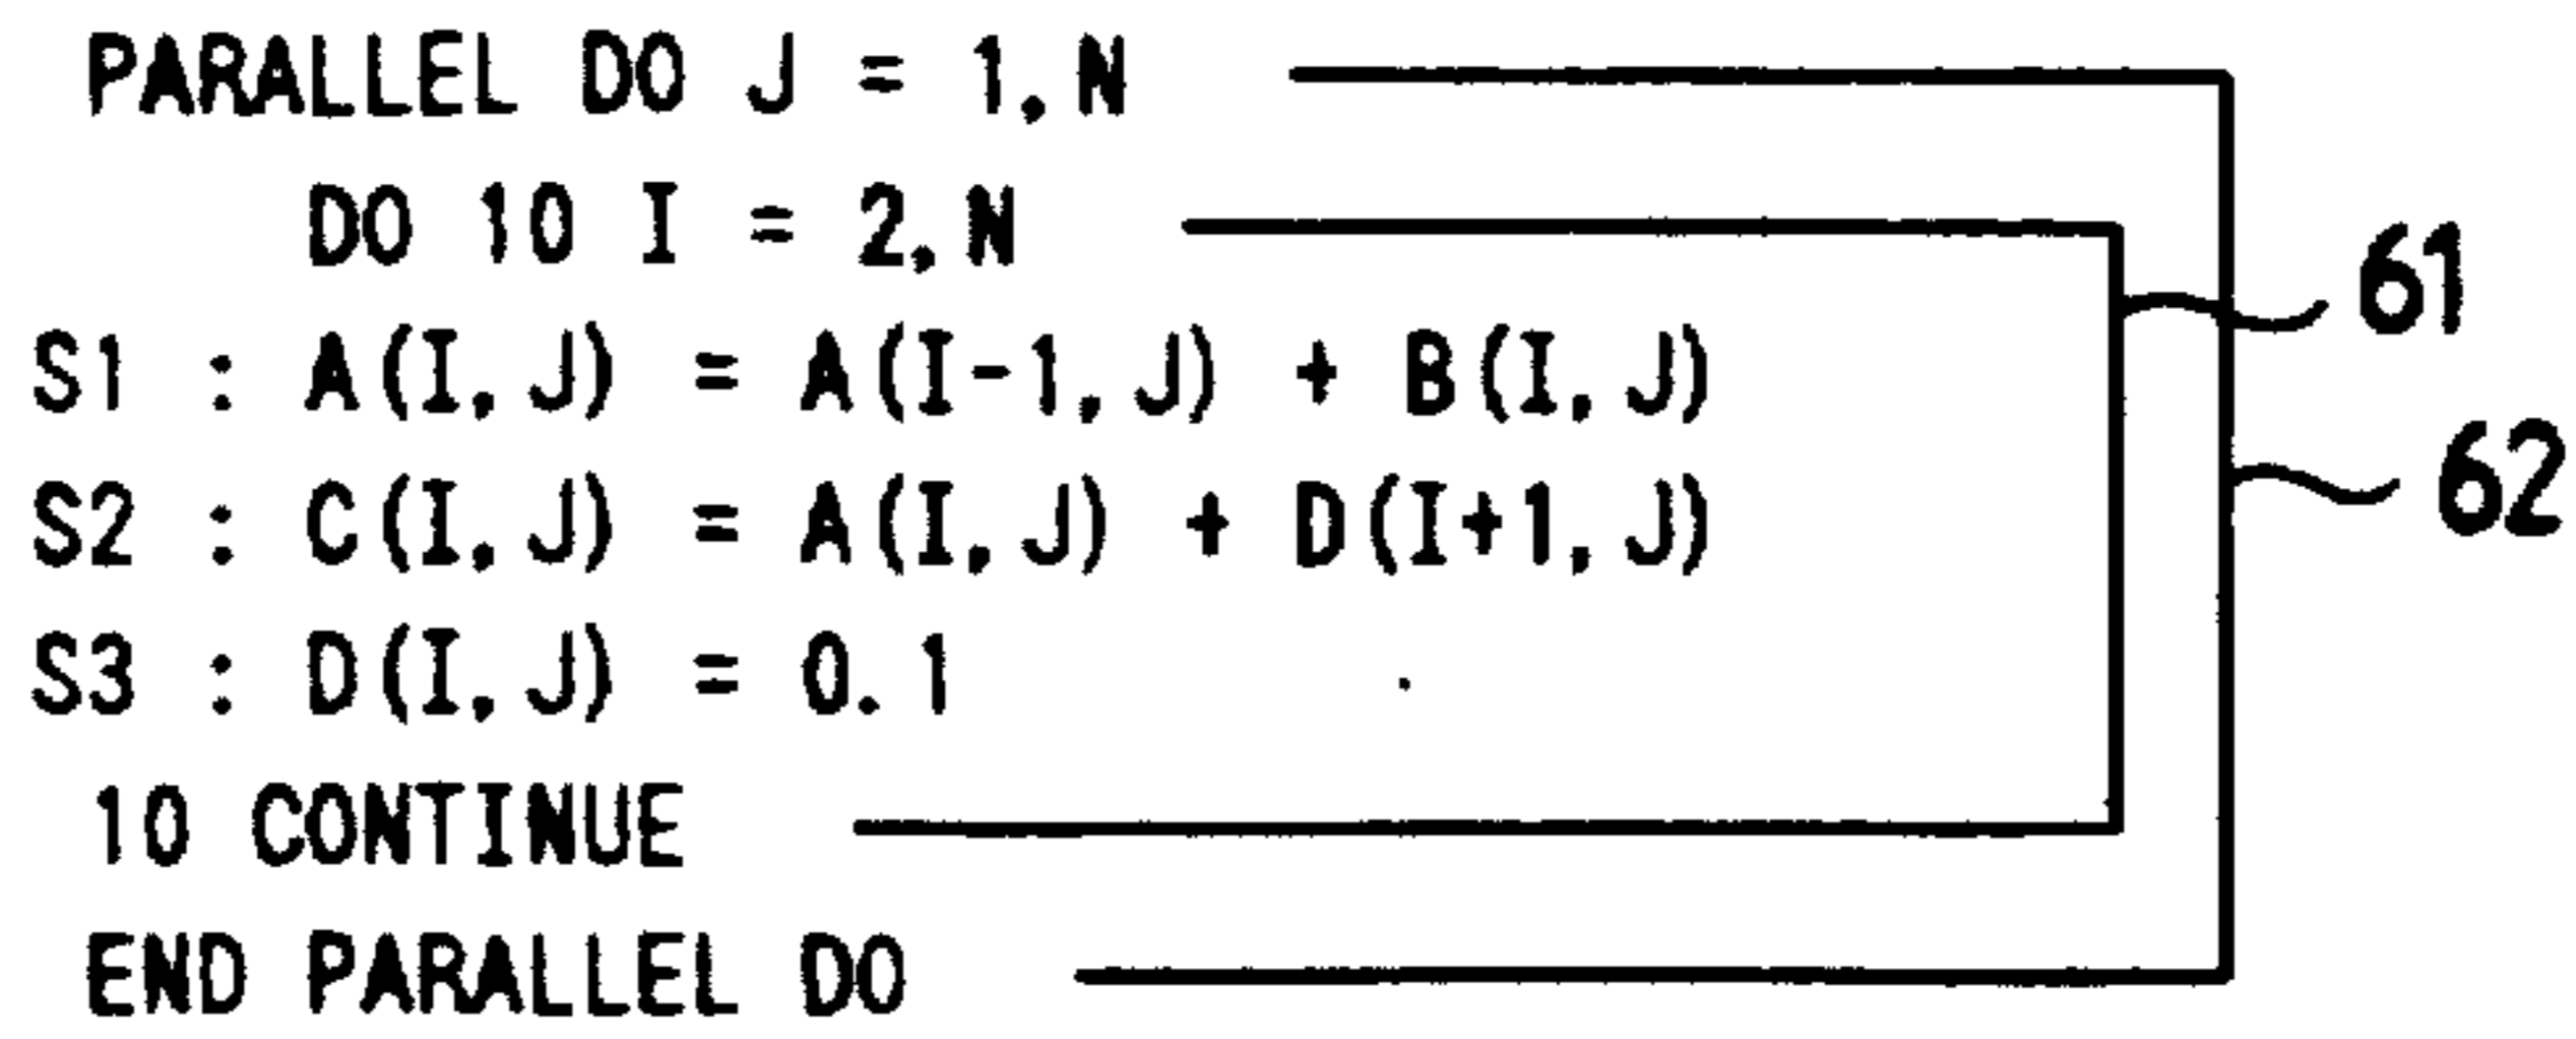 PARALLEL DO J = 1,N
DO 10 I = 2,N
61
S1 : A(I,J) = A(I-1,J) + B(I,J)
S2 : C(I,J) = A(I,J) + D(I+1,J)
62
S3 : D(I,J) = 0.1
10 CONTINUE
END PARALLEL DO